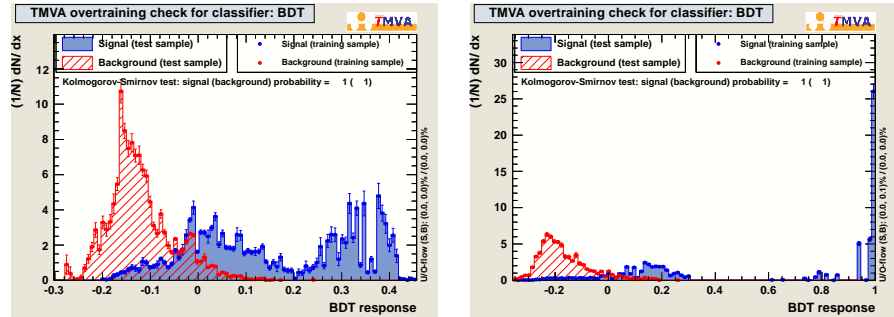 TMVA overtraining check for classifier: BDT
TMVA
Signal (test sample)
Background (test sample)
Signal (training sample)
Background (training sample)
Kolmogorov-Smirnov test: signal (background) probability = 1 ( 1)
(1/N) dN / dx
14
12
10
8
6
4
2
0
-0.3 -0.2 -0.1 0 0.1 0.2 0.3 0.4
BDT response
U/O-flow (S,B): (0.0, 0.0)% / (0.0, 0.0)%
TMVA overtraining check for classifier: BDT
TMVA
Signal (test sample)
Background (test sample)
Signal (training sample)
Background (training sample)
Kolmogorov-Smirnov test: signal (background) probability = 1 ( 1)
(1/N) dN / dx
30
25
20
15
10
5
0
-0.2 0 0.2 0.4 0.6 0.8 1
BDT response
U/O-flow (S,B): (0.0, 0.1)% / (0.0, 0.0)%